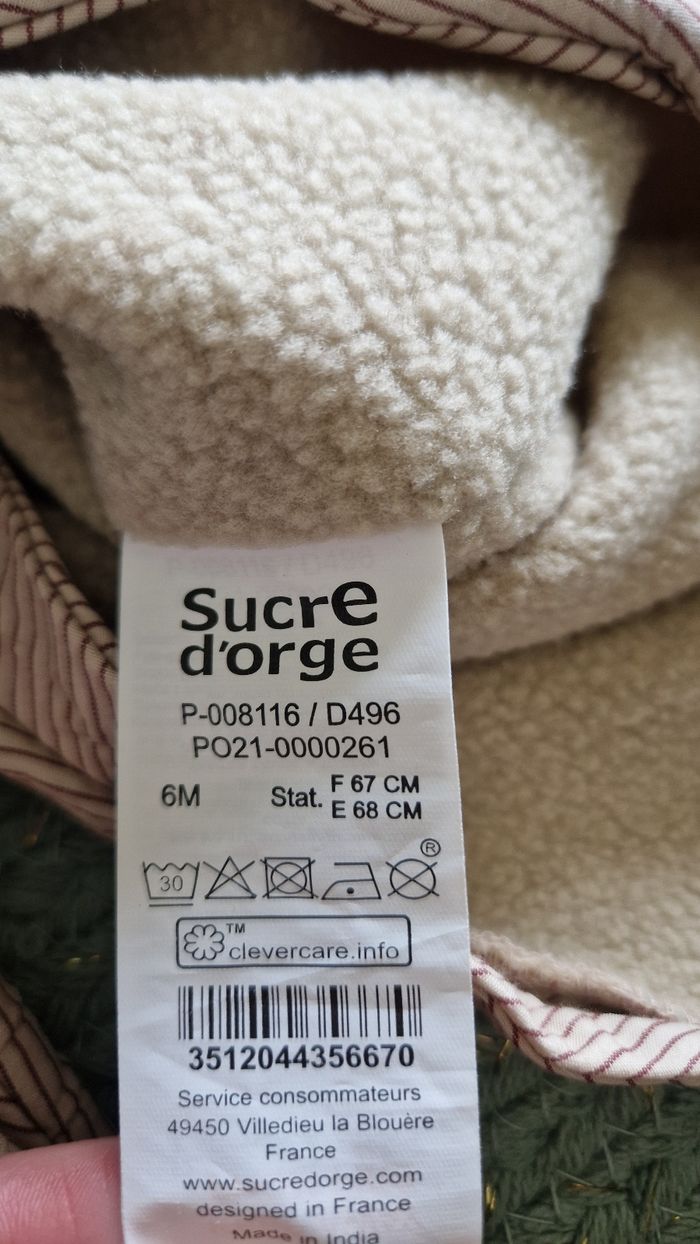 Sucre
d'orge
P-008116 / D496
PO21-0000261
6M Stat. F 67 CM
E 68 CM
30
®
TM
clevercare.info
3512044356670
Service consommateurs
49450 Villedieu la Blouère
France
www.sucredorge.com
designed in France
Made in India